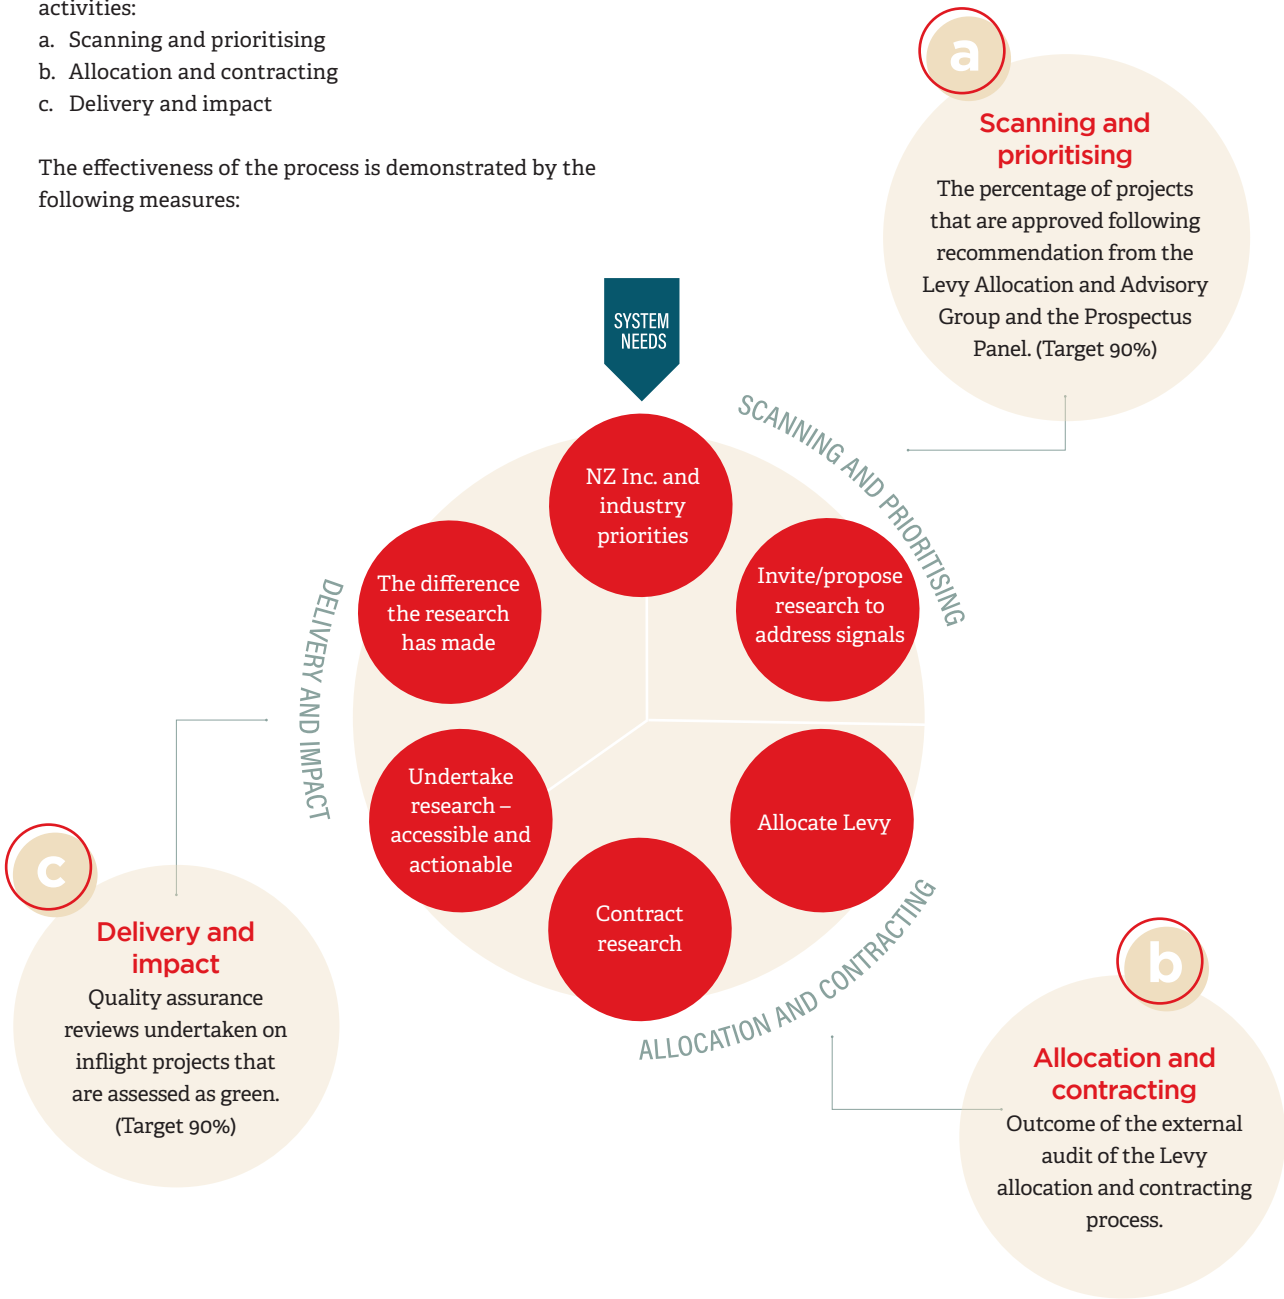 activities:
a. Scanning and prioritising
b. Allocation and contracting
c. Delivery and impact
The effectiveness of the process is demonstrated by the
following measures:
a
Scanning and
prioritising
The percentage of projects
that are approved following
recommendation from the
Levy Allocation and Advisory
Group and the Prospectus
Panel. (Target 90%)
SYSTEM
NEEDS
SCANNING AND PRIORITISING
NZ Inc. and
industry
priorities
Invite/propose
research to
address signals
Allocate Levy
ALLOCATION AND CONTRACTING
Contract
research
Undertake
research –
accessible and
actionable
The difference
the research
has made
DELIVERY AND IMPACT
c
Delivery and
impact
Quality assurance
reviews undertaken on
inflight projects that
are assessed as green.
(Target 90%)
b
Allocation and
contracting
Outcome of the external
audit of the Levy
allocation and contracting
process.